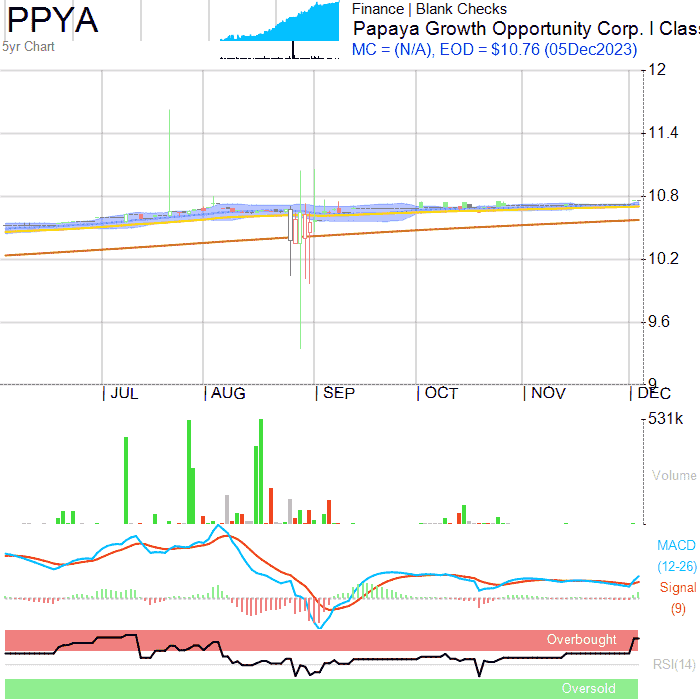 PPYA
5yr Chart
Finance | Blank Checks
Papaya Growth Opportunity Corp. I Class
MC = (N/A), EOD = $10.76 (05Dec2023)
12
11.4
10.8
10.2
9.6
9
JUL AUG SEP OCT NOV DEC
531k
Volume
MACD
(12-26)
Signal
(9)
Overbought
RSI(14)
Oversold